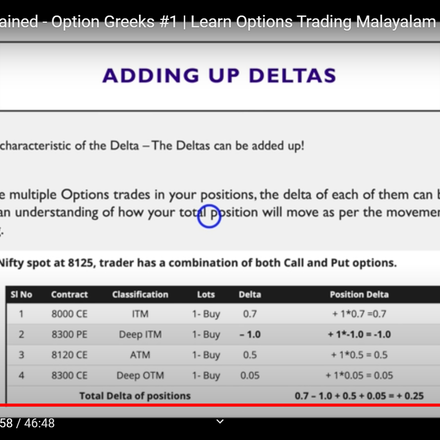 ained - Option Greeks #1 | Learn Options Trading Malayalam
ADDING UP DELTAS
characteristic of the Delta – The Deltas can be added up!
e multiple Options trades in your positions, the delta of each of them can b
an understanding of how your total position will move as per the movemen
g.
Nifty spot at 8125, trader has a combination of both Call and Put options.
Sl No Contract Classification Lots Delta Position Delta
1 8000 CE ITM 1- Buy 0.7 + 1*0.7 =0.7
2 8300 PE Deep ITM 1- Buy – 1.0 + 1*-1.0 = -1.0
3 8120 CE ATM 1- Buy 0.5 + 1*0.5 = 0.5
4 8300 CE Deep OTM 1- Buy 0.05 + 1*0.05 = 0.05
Total Delta of positions 0.7 – 1.0 + 0.5 + 0.05 = + 0.25
58 / 46:48